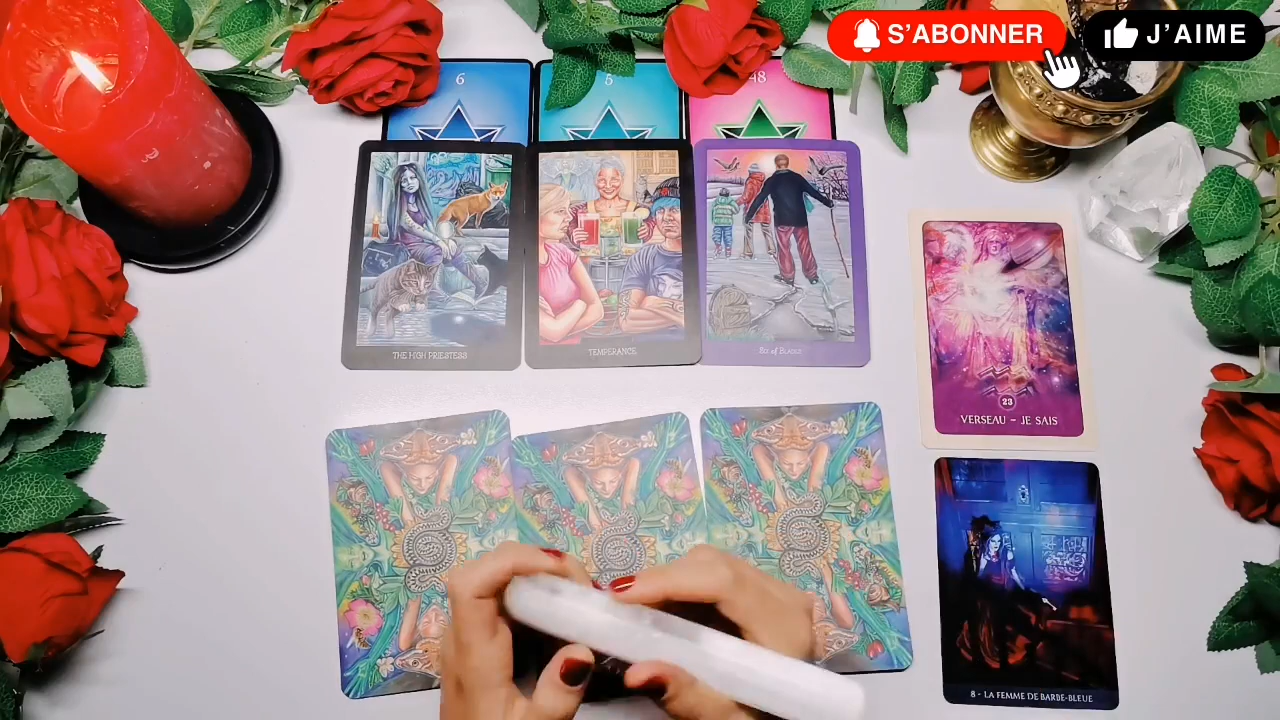 S'ABONNER
J'AIME
6
5
48
THE HIGH PRIESTESS
TEMPERANCE
Six of Blades
23
VERSEAU – JE SAIS
8 - LA FEMME DE BARBE-BLEUE